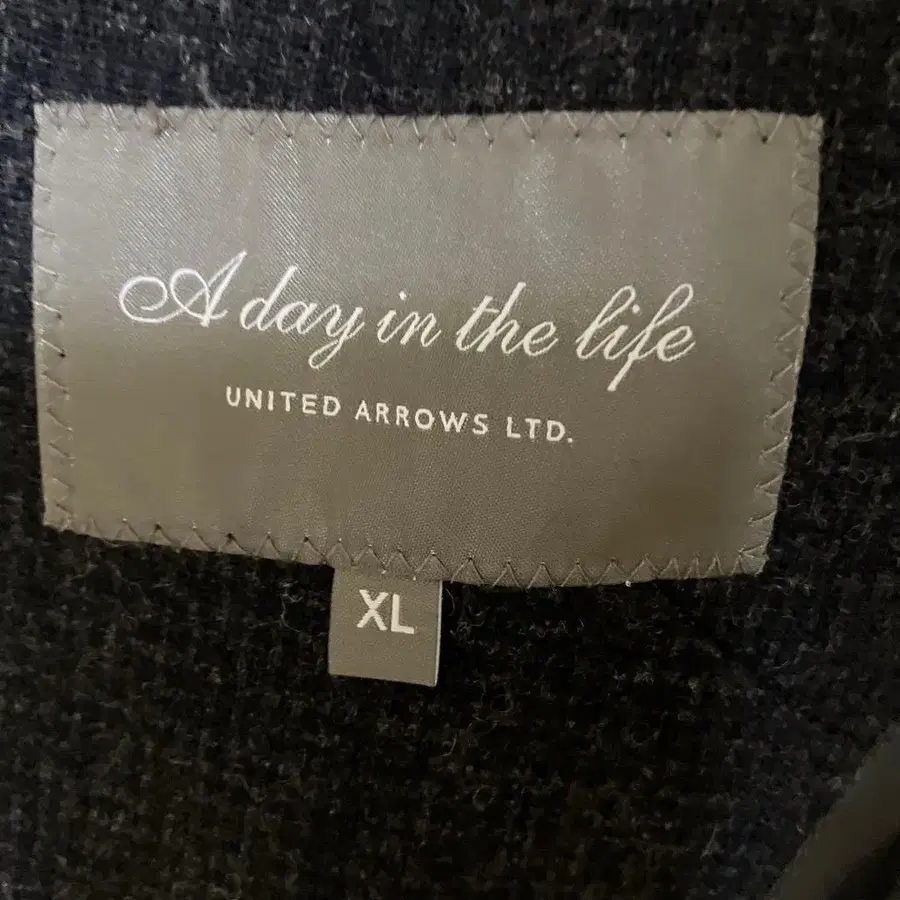 A day in the life
UNITED ARROWS LTD.
XL